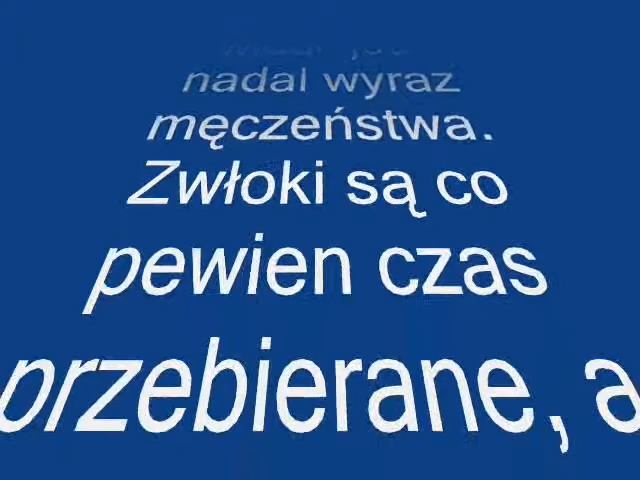 nadal wyraz
męczeństwa.
Zwłoki są co
pewien czas
przebierane, a